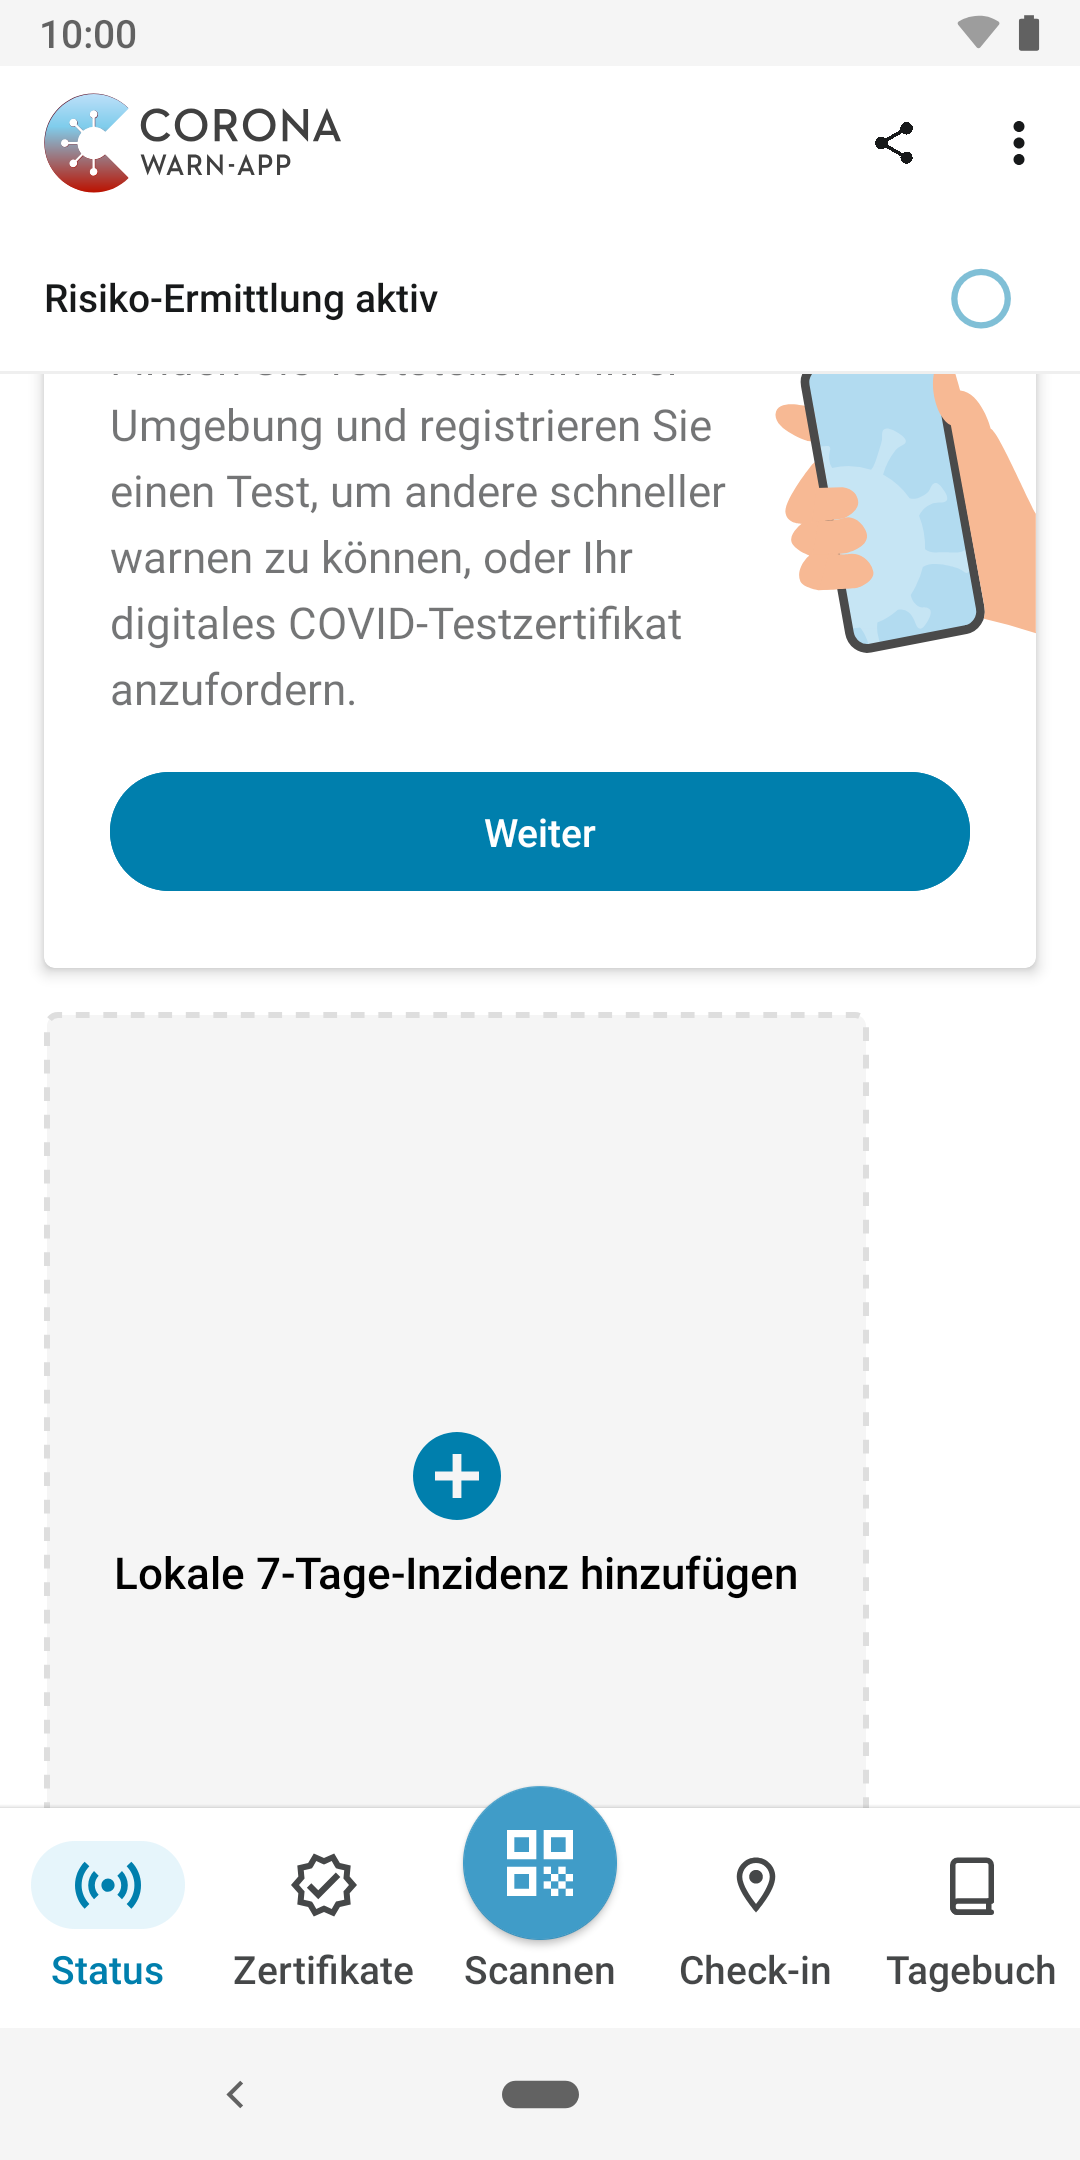 10:00
CORONA
WARN-APP
Risiko-Ermittlung aktiv
Umgebung und registrieren Sie
einen Test, um andere schneller
warnen zu können, oder Ihr
digitales COVID-Testzertifikat
anzufordern.
Weiter
Lokale 7-Tage-Inzidenz hinzufügen
Status
Zertifikate
Scannen
Check-in
Tagebuch